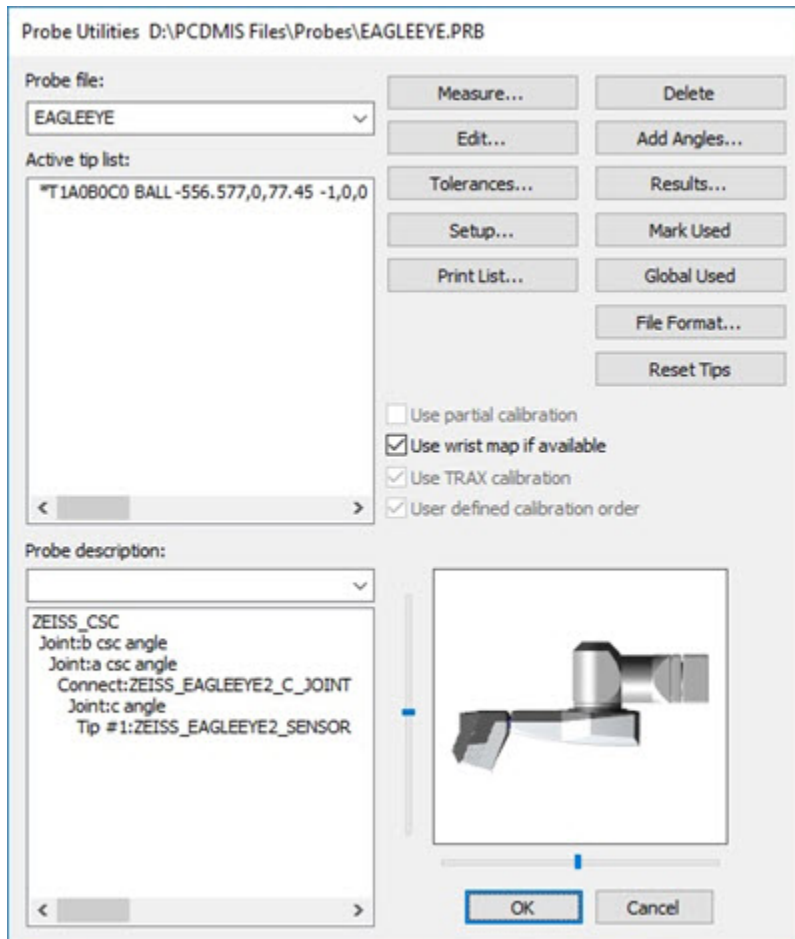 Probe Utilities  D:\PCDMIS Files\Probes\EAGLEEYE.PRB
Probe file:
EAGLEEYE
Active tip list:
*T1A0B0C0 BALL -556.577,0,77.45 -1,0,0
Measure...
Delete
Edit...
Add Angles...
Tolerances...
Results...
Setup...
Mark Used
Print List...
Global Used
File Format...
Reset Tips
Use partial calibration
Use wrist map if available
Use TRAX calibration
User defined calibration order
Probe description:
ZEISS_CSC
Joint:b csc angle
Joint:a csc angle
Connect:ZEISS_EAGLEEYE2_C_JOINT
Joint:c angle
Tip #1:ZEISS_EAGLEEYE2_SENSOR
OK
Cancel